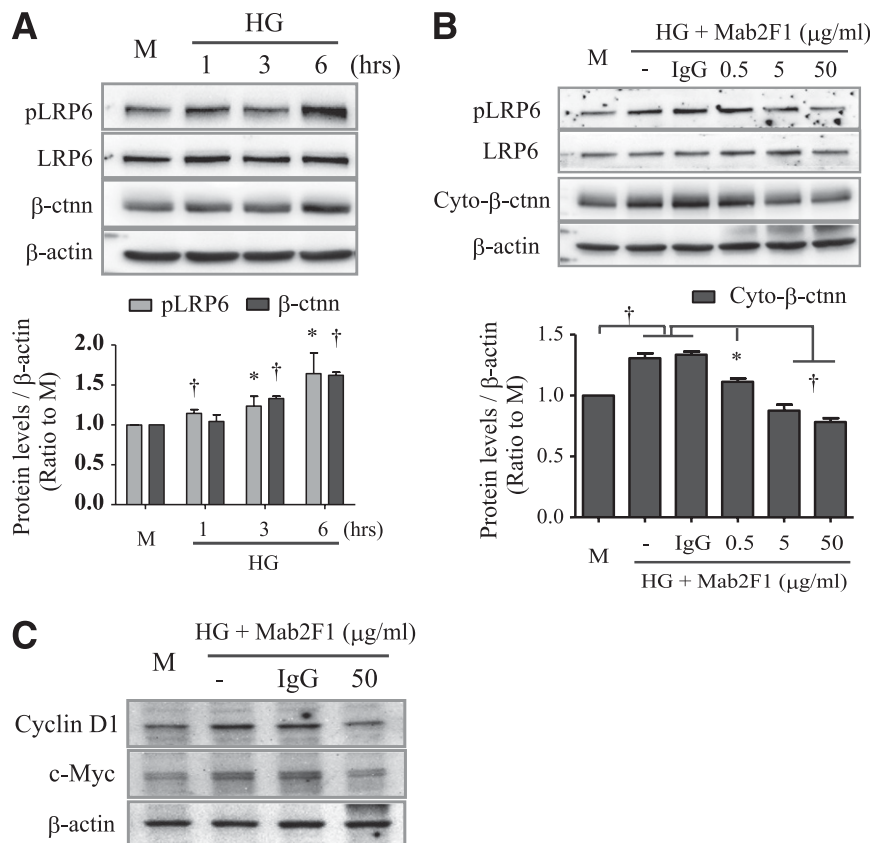 A
HG
M
1 3 6 (hrs)
pLRP6
LRP6
β-ctnn
β-actin
pLRP6 β-ctnn
Protein levels / β-actin
(Ratio to M)
2.0
1.5
1.0
0.5
0.0
† * † * †
M 1 3 6 (hrs)
HG
B
HG + Mab2F1 (μg/ml)
M
- IgG 0.5 5 50
pLRP6
LRP6
Cyto-β-ctnn
β-actin
Cyto-β-ctnn
Protein levels / β-actin
(Ratio to M)
1.5
1.0
0.5
0.0
† * †
M - IgG 0.5 5 50
HG + Mab2F1 (μg/ml)
C
HG + Mab2F1 (μg/ml)
M
- IgG 50
Cyclin D1
c-Myc
β-actin